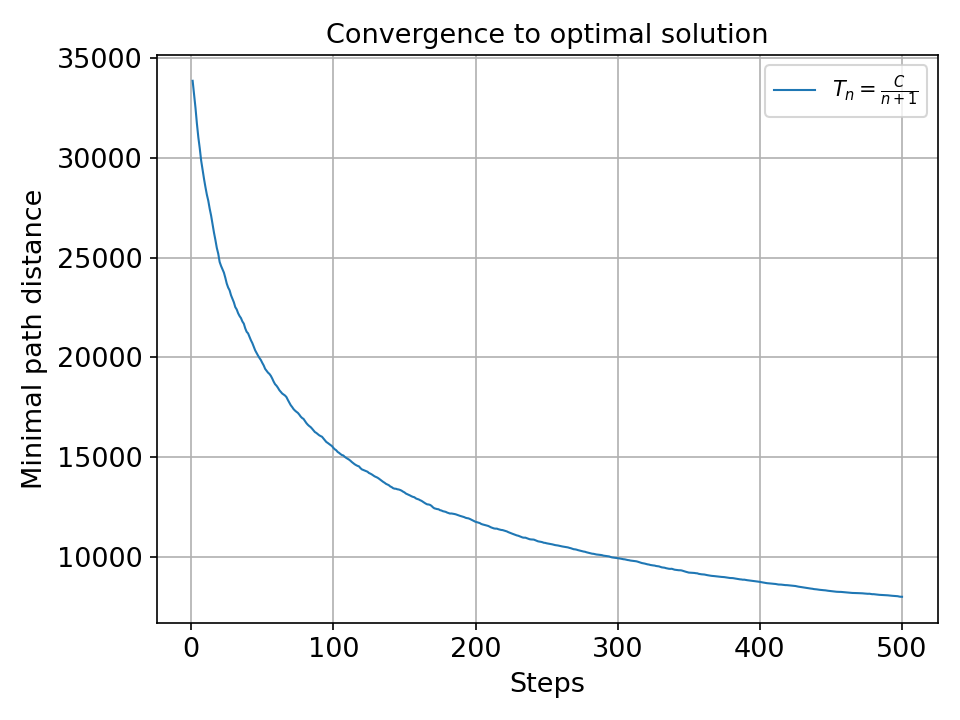 Convergence to optimal solution
T_n = \frac{C}{n+1}
Minimal path distance
35000
30000
25000
20000
15000
10000
0 100 200 300 400 500
Steps